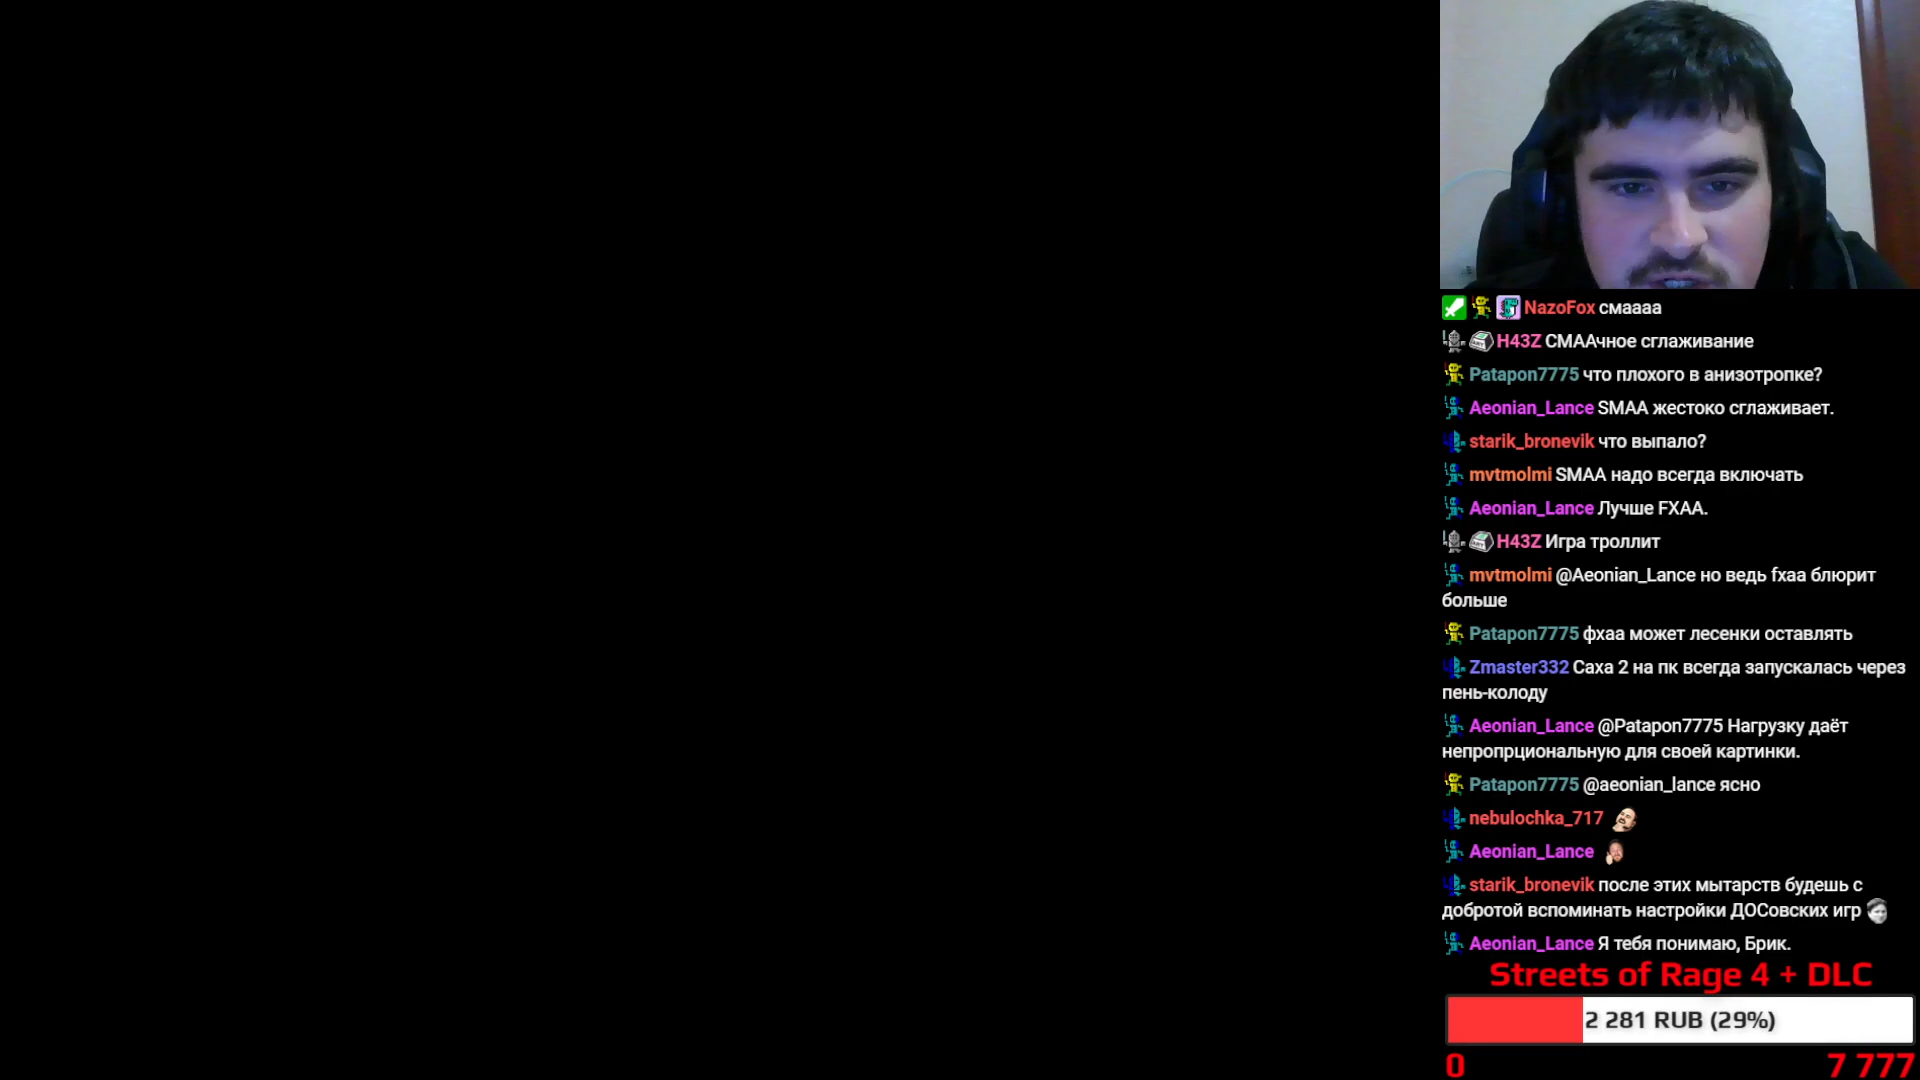 NazoFox смаааа
H43Z СМААчное сглаживание
Patapon7775 что плохого в анизотропке?
Aeonian_Lance SMAA жестоко сглаживает.
starik_bronevik что выпало?
mvtmolmi SMAA надо всегда включать
Aeonian_Lance Лучше FXAA.
H43Z Игра троллит
mvtmolmi @Aeonian_Lance но ведь fxaa блюрит
больше
Patapon7775 фхаа может лесенки оставлять
Zmaster332 Саха 2 на пк всегда запускалась через
пень-колоду
Aeonian_Lance @Patapon7775 Нагрузку даёт
непропрциональную для своей картинки.
Patapon7775 @aeonian_lance ясно
nebulochka_717
Aeonian_Lance
starik_bronevik после этих мытарств будешь с
добротой вспоминать настройки ДОСовских игр
Aeonian_Lance Я тебя понимаю, Брик.
Streets of Rage 4 + DLC
2 281 RUB (29%)
0 7 777